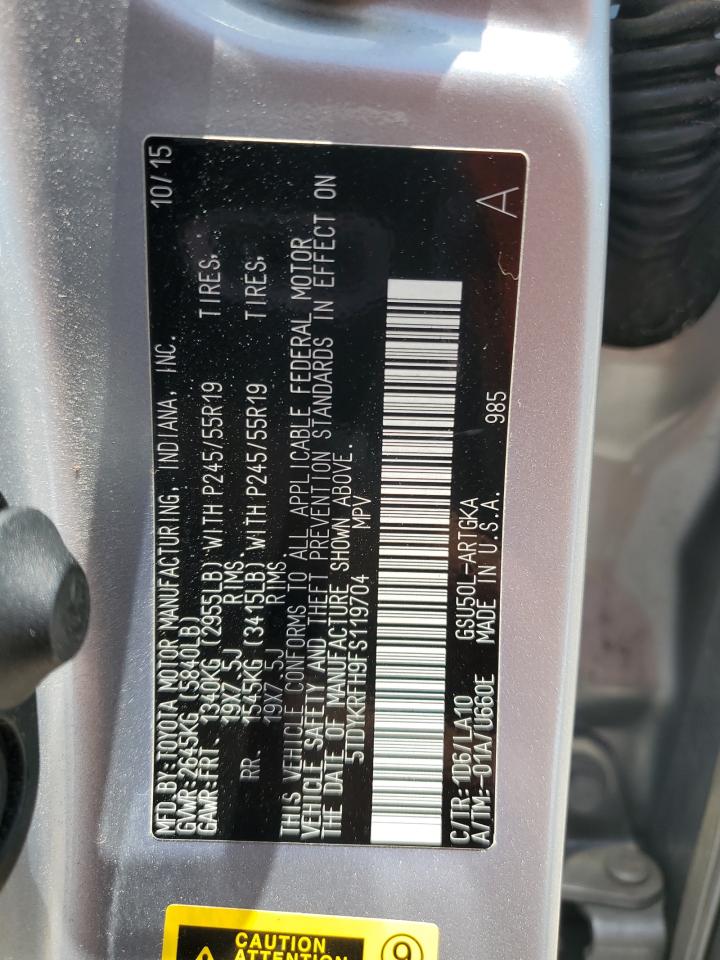 MFD.BY:TOYOTA MOTOR MANUFACTURING, INDIANA, INC. 10/15
GVWR:2645KG (5840LB)
GAWR:FRT. 1340KG (2955LB) WITH P245/55R19 TIRES,
19X7.5J RIMS
RR. 1545KG (3415LB) WITH P245/55R19 TIRES,
19X7.5J RIMS
THIS VEHICLE CONFORMS TO ALL APPLICABLE FEDERAL MOTOR
VEHICLE SAFETY AND THEFT PREVENTION STANDARDS IN EFFECT ON
THE DATE OF MANUFACTURE SHOWN ABOVE.
5TDYKRFH9FS119704 MPV
C/TR:1D6/LA10 GSU50L-ARTGKA 985 A
A/TM:-01A/U660E MADE IN U.S.A.
CAUTION
ATTENTION
9